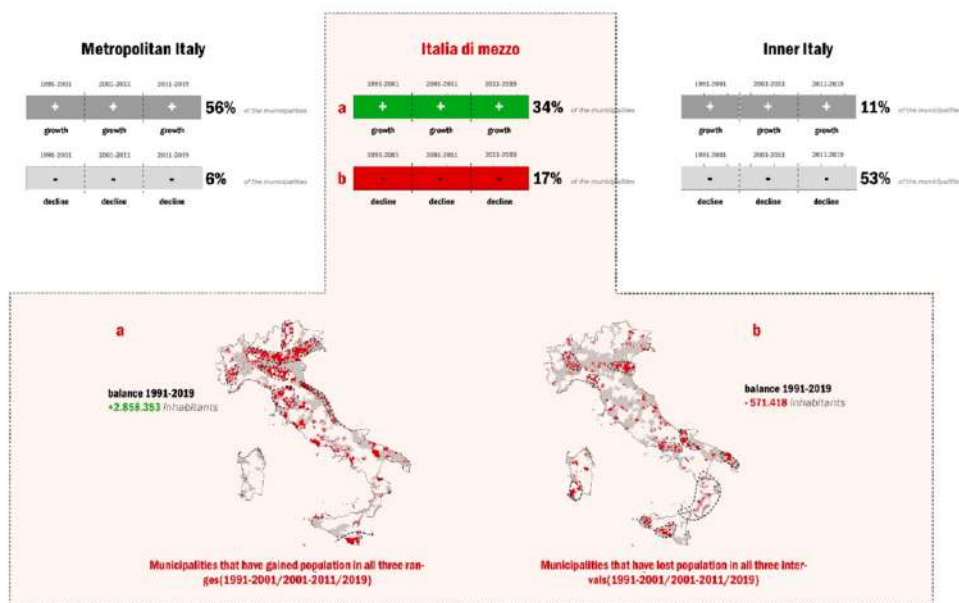 Metropolitan Italy
1991-2001 2001-2011 2011-2019
+ + + 56% of the municipalities
growth growth growth
1991-2001 2001-2011 2011-2019
- - - 6% of the municipalities
decline decline decline
Italia di mezzo
1991-2001 2001-2011 2011-2019
a + + + 34% of the municipalities
growth growth growth
1991-2001 2001-2011 2011-2019
b - - - 17% of the municipalities
decline decline decline
Inner Italy
1991-2001 2001-2011 2011-2019
+ + + 11% of the municipalities
growth growth growth
1991-2001 2001-2011 2011-2019
- - - 53% of the municipalities
decline decline decline
a
balance 1991-2019
+2.858.353 inhabitants
Municipalities that have gained population in all three ran-
ges(1991-2001/2001-2011/2019)
b
balance 1991-2019
- 571.418 inhabitants
Municipalities that have lost population in all three inter-
vals(1991-2001/2001-2011/2019)